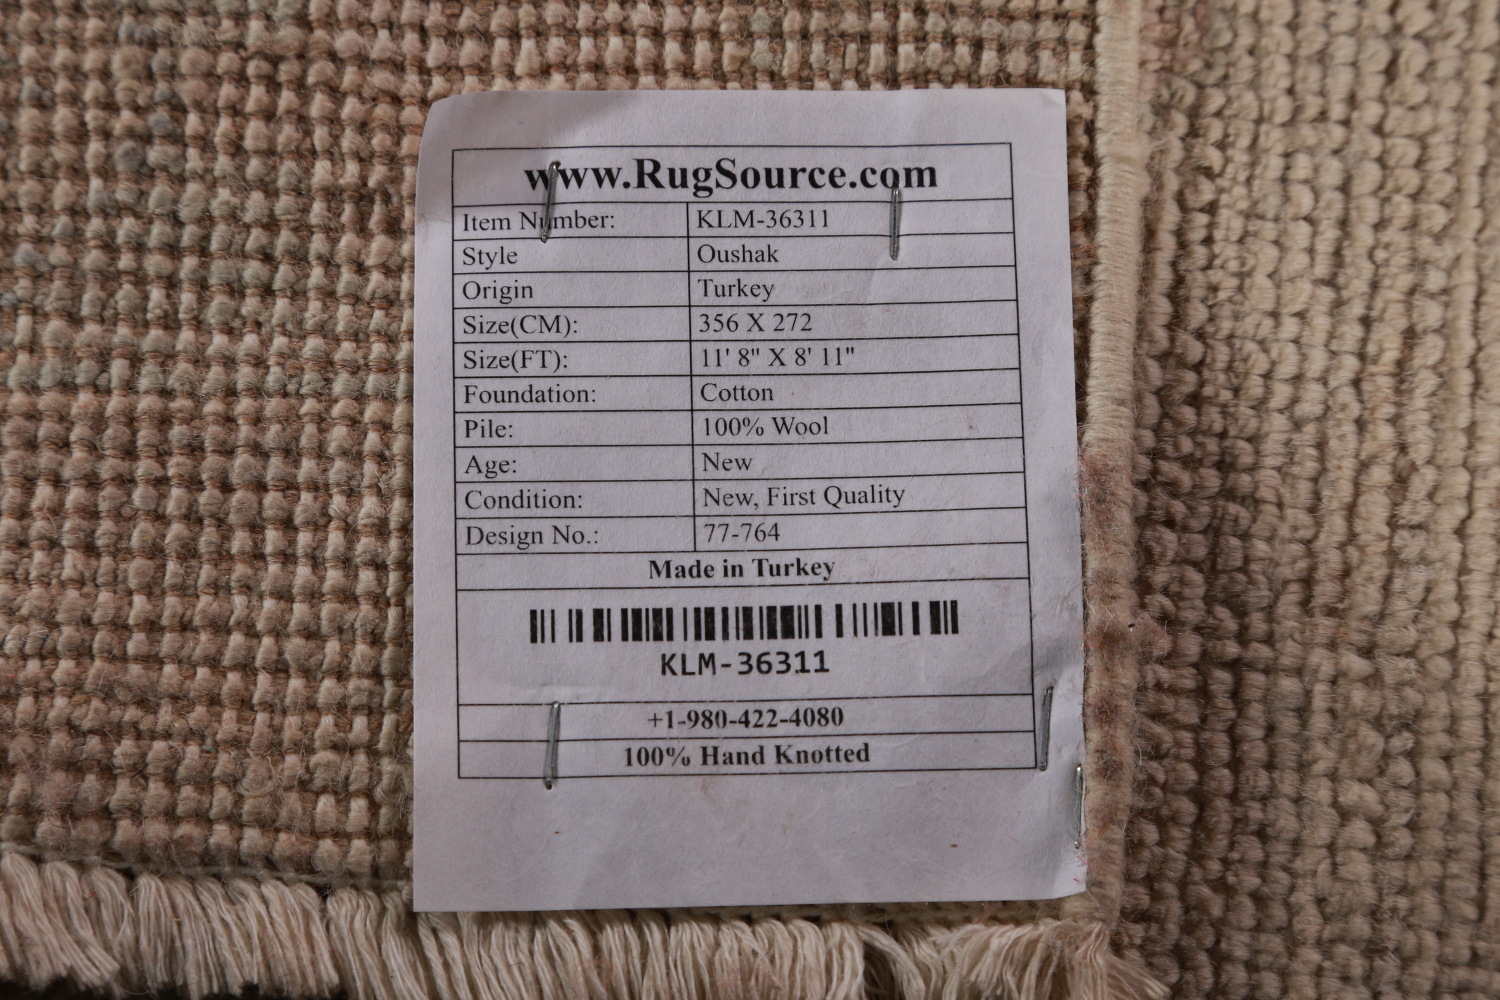 www.RugSource.com
Item Number: KLM-36311
Style Oushak
Origin Turkey
Size(CM): 356 X 272
Size(FT): 11' 8" X 8' 11"
Foundation: Cotton
Pile: 100% Wool
Age: New
Condition: New, First Quality
Design No.: 77-764
Made in Turkey
KLM-36311
+1-980-422-4080
100% Hand Knotted